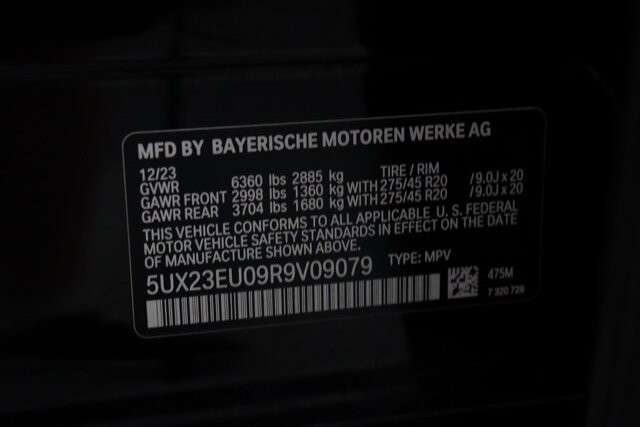 MFD BY BAYERISCHE MOTOREN WERKE AG
12/23 TIRE / RIM
GVWR 6360 lbs 2885 kg
GAWR FRONT 2998 lbs 1360 kg WITH 275/45 R20 /9.0J x 20
GAWR REAR 3704 lbs 1680 kg WITH 275/45 R20 /9.0J x 20
THIS VEHICLE CONFORMS TO ALL APPLICABLE U. S. FEDERAL
MOTOR VEHICLE SAFETY STANDARDS IN EFFECT ON THE DATE
OF MANUFACTURE SHOWN ABOVE.
5UX23EU09R9V09079 TYPE: MPV
475M
7 320 729